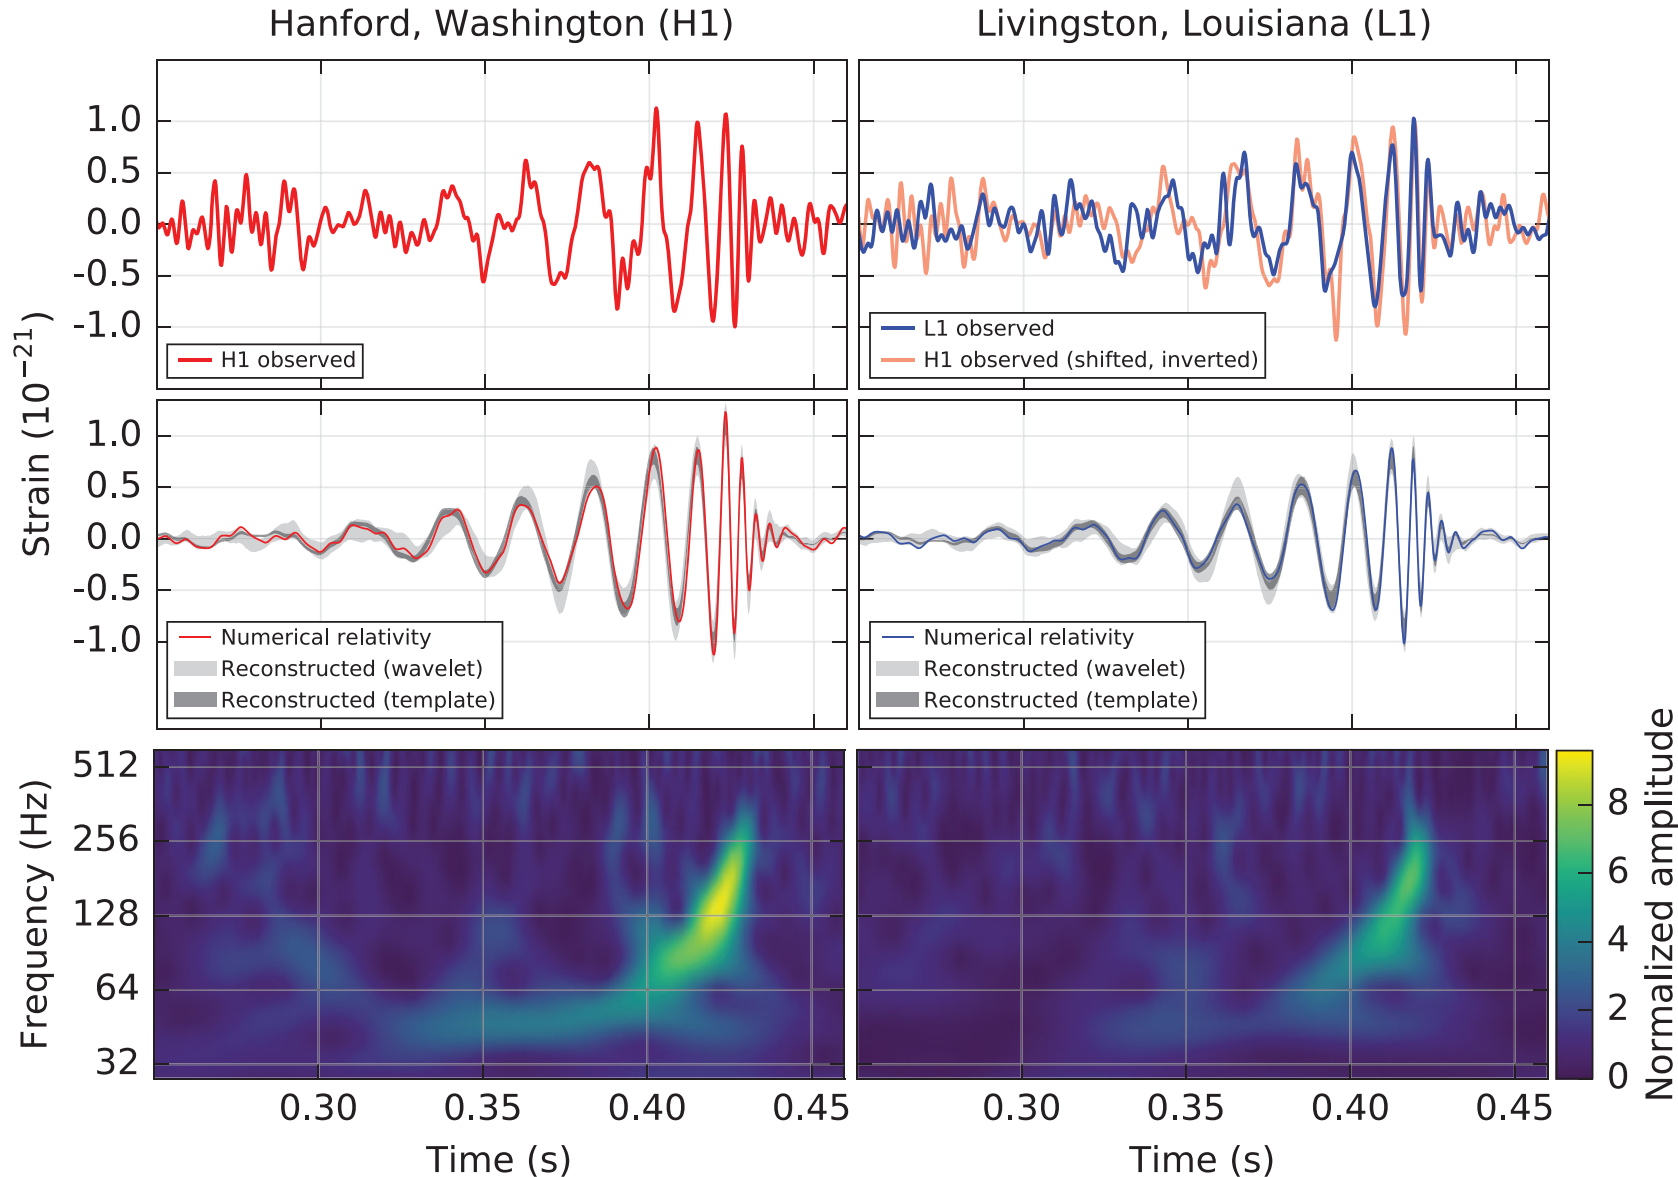 Hanford, Washington (H1)
Livingston, Louisiana (L1)
Strain (10⁻²¹)
1.0
0.5
0.0
-0.5
-1.0
H1 observed
L1 observed
H1 observed (shifted, inverted)
1.0
0.5
0.0
-0.5
-1.0
Numerical relativity
Reconstructed (wavelet)
Reconstructed (template)
Numerical relativity
Reconstructed (wavelet)
Reconstructed (template)
Frequency (Hz)
512
256
128
64
32
Normalized amplitude
8
6
4
2
0
0.30 0.35 0.40 0.45
0.30 0.35 0.40 0.45
Time (s)
Time (s)